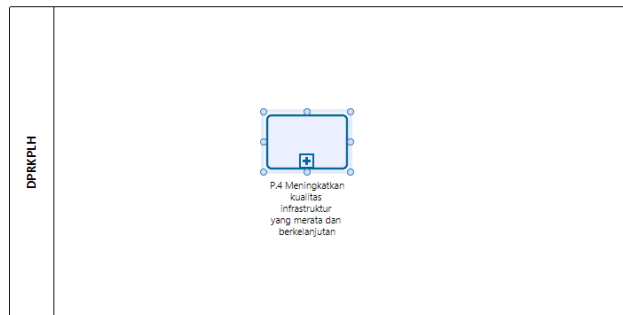 DPRKPLH
P.4 Meningkatkan
kualitas
infrastruktur
yang merata dan
berkelanjutan